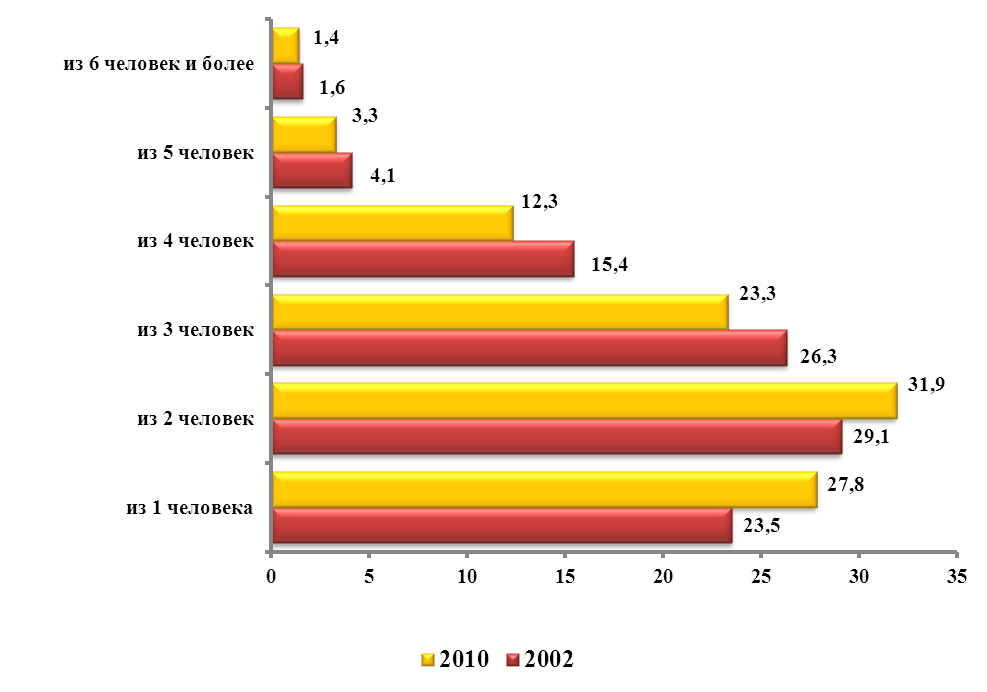 1,4
из 6 человек и более
1,6
3,3
из 5 человек
4,1
12,3
из 4 человек
15,4
23,3
из 3 человек
26,3
31,9
из 2 человек
29,1
27,8
из 1 человека
23,5
0 5 10 15 20 25 30 35
2010 2002